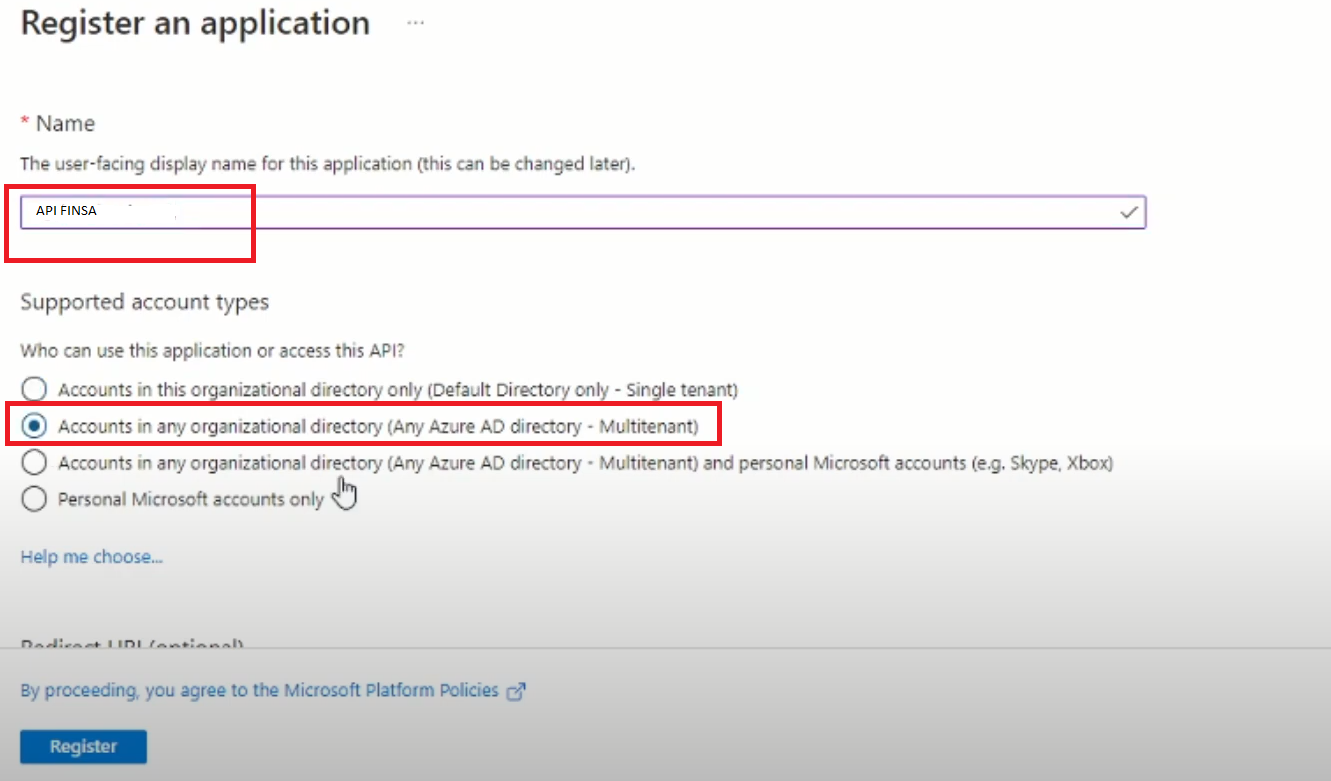 Register an application ...
* Name
The user-facing display name for this application (this can be changed later).
API FINSA
Supported account types
Who can use this application or access this API?
Accounts in this organizational directory only (Default Directory only - Single tenant)
Accounts in any organizational directory (Any Azure AD directory - Multitenant)
Accounts in any organizational directory (Any Azure AD directory - Multitenant) and personal Microsoft accounts (e.g. Skype, Xbox)
Personal Microsoft accounts only
Help me choose...
Redirect URI (optional)
By proceeding, you agree to the Microsoft Platform Policies
Register